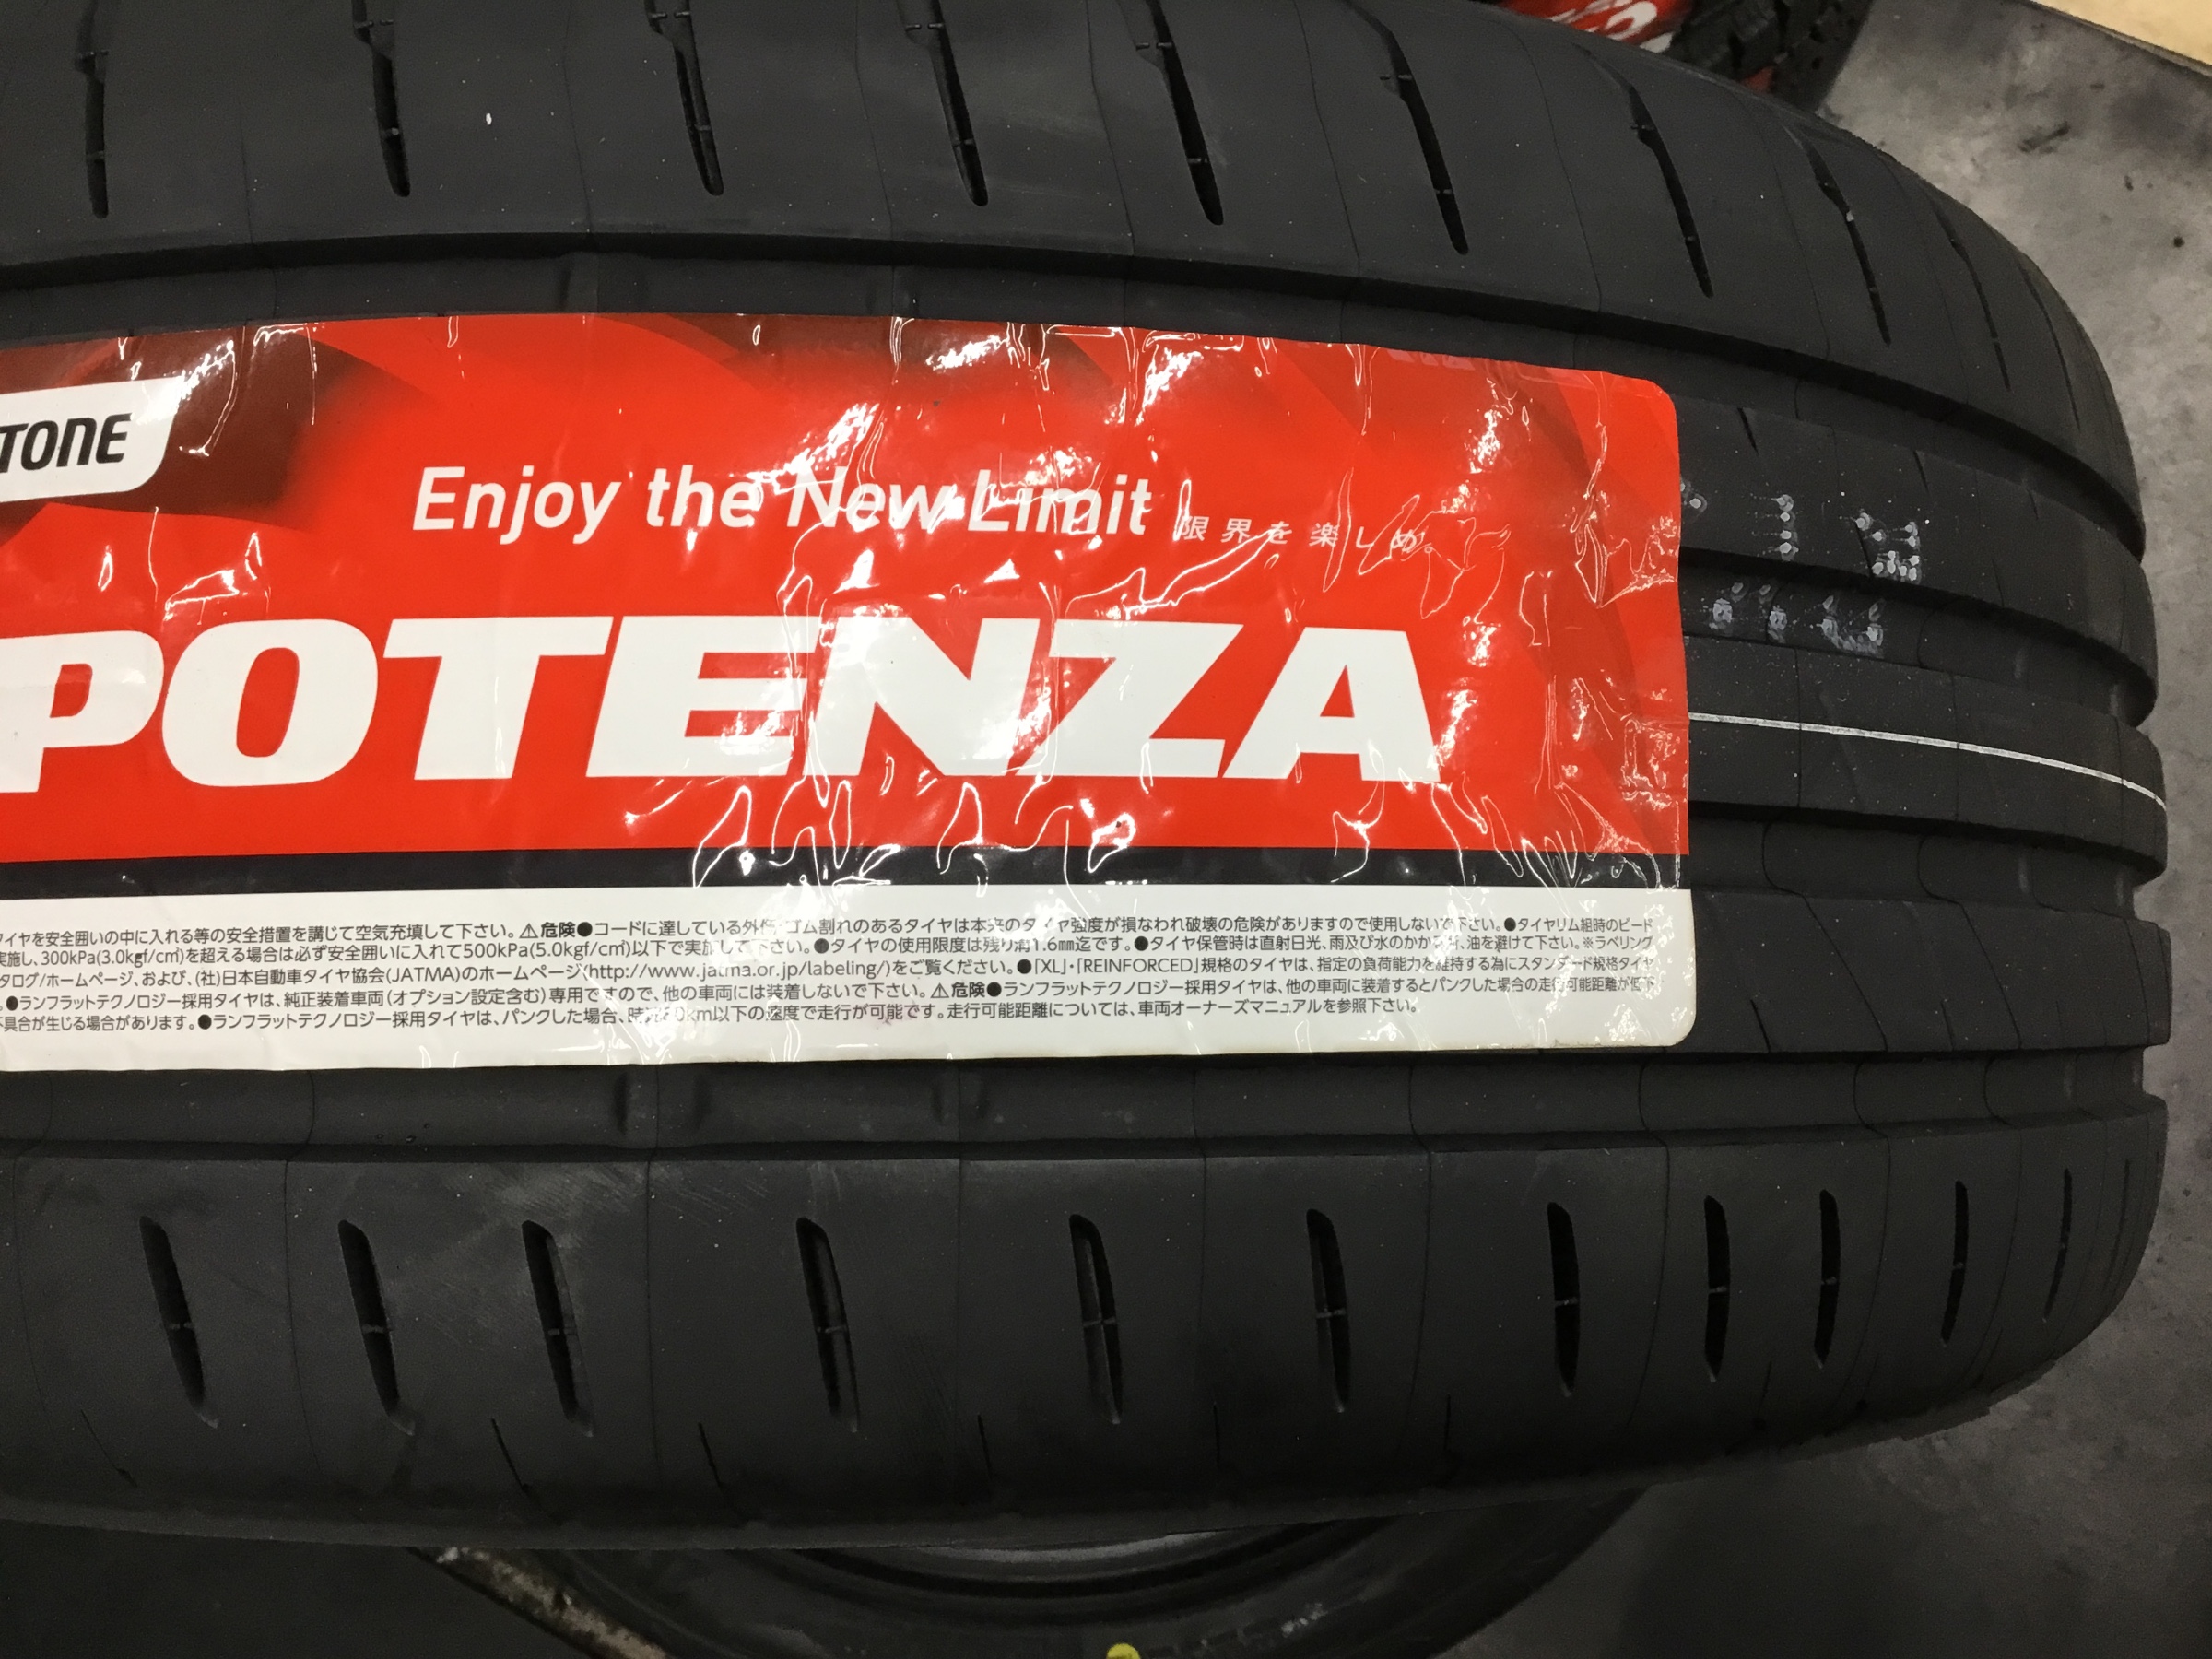 TONE
Enjoy the New Limit 限界を楽しめ。
POTENZA
タイヤを安全囲いの中に入れる等の安全措置を講じて空気充填して下さい。⚠危険●コードに達している外傷・ゴム割れのあるタイヤは本来のタイヤ強度が損なわれ破壊の危険がありますので使用しないで下さい。●タイヤリム組時のビード
実施し、300kPa(3.0kgf/c㎡)を超える場合は必ず安全囲いに入れて500kPa(5.0kgf/c㎡)以下で実施して下さい。●タイヤの使用限度は残り溝1.6㎜迄です。●タイヤ保管時は直射日光、雨及び水のかかる所、油を避けて下さい。※ラベリング
タログ/ホームページ、および、(社)日本自動車タイヤ協会(JATMA)のホームページ(http://www.jatma.or.jp/labeling/)をご覧ください。●「XL」・「REINFORCED」規格のタイヤは、指定の負荷能力を維持する為にスタンダード規格タイヤ
。●ランフラットテクノロジー採用タイヤは、純正装着車両(オプション設定含む)専用ですので、他の車両には装着しないで下さい。⚠危険●ランフラットテクノロジー採用タイヤは、他の車両に装着するとパンクした場合の走行可能距離が低下
不具合が生じる場合があります。●ランフラットテクノロジー採用タイヤは、パンクした場合、時速80km以下の速度で走行が可能です。走行可能距離については、車両オーナーズマニュアルを参照下さい。